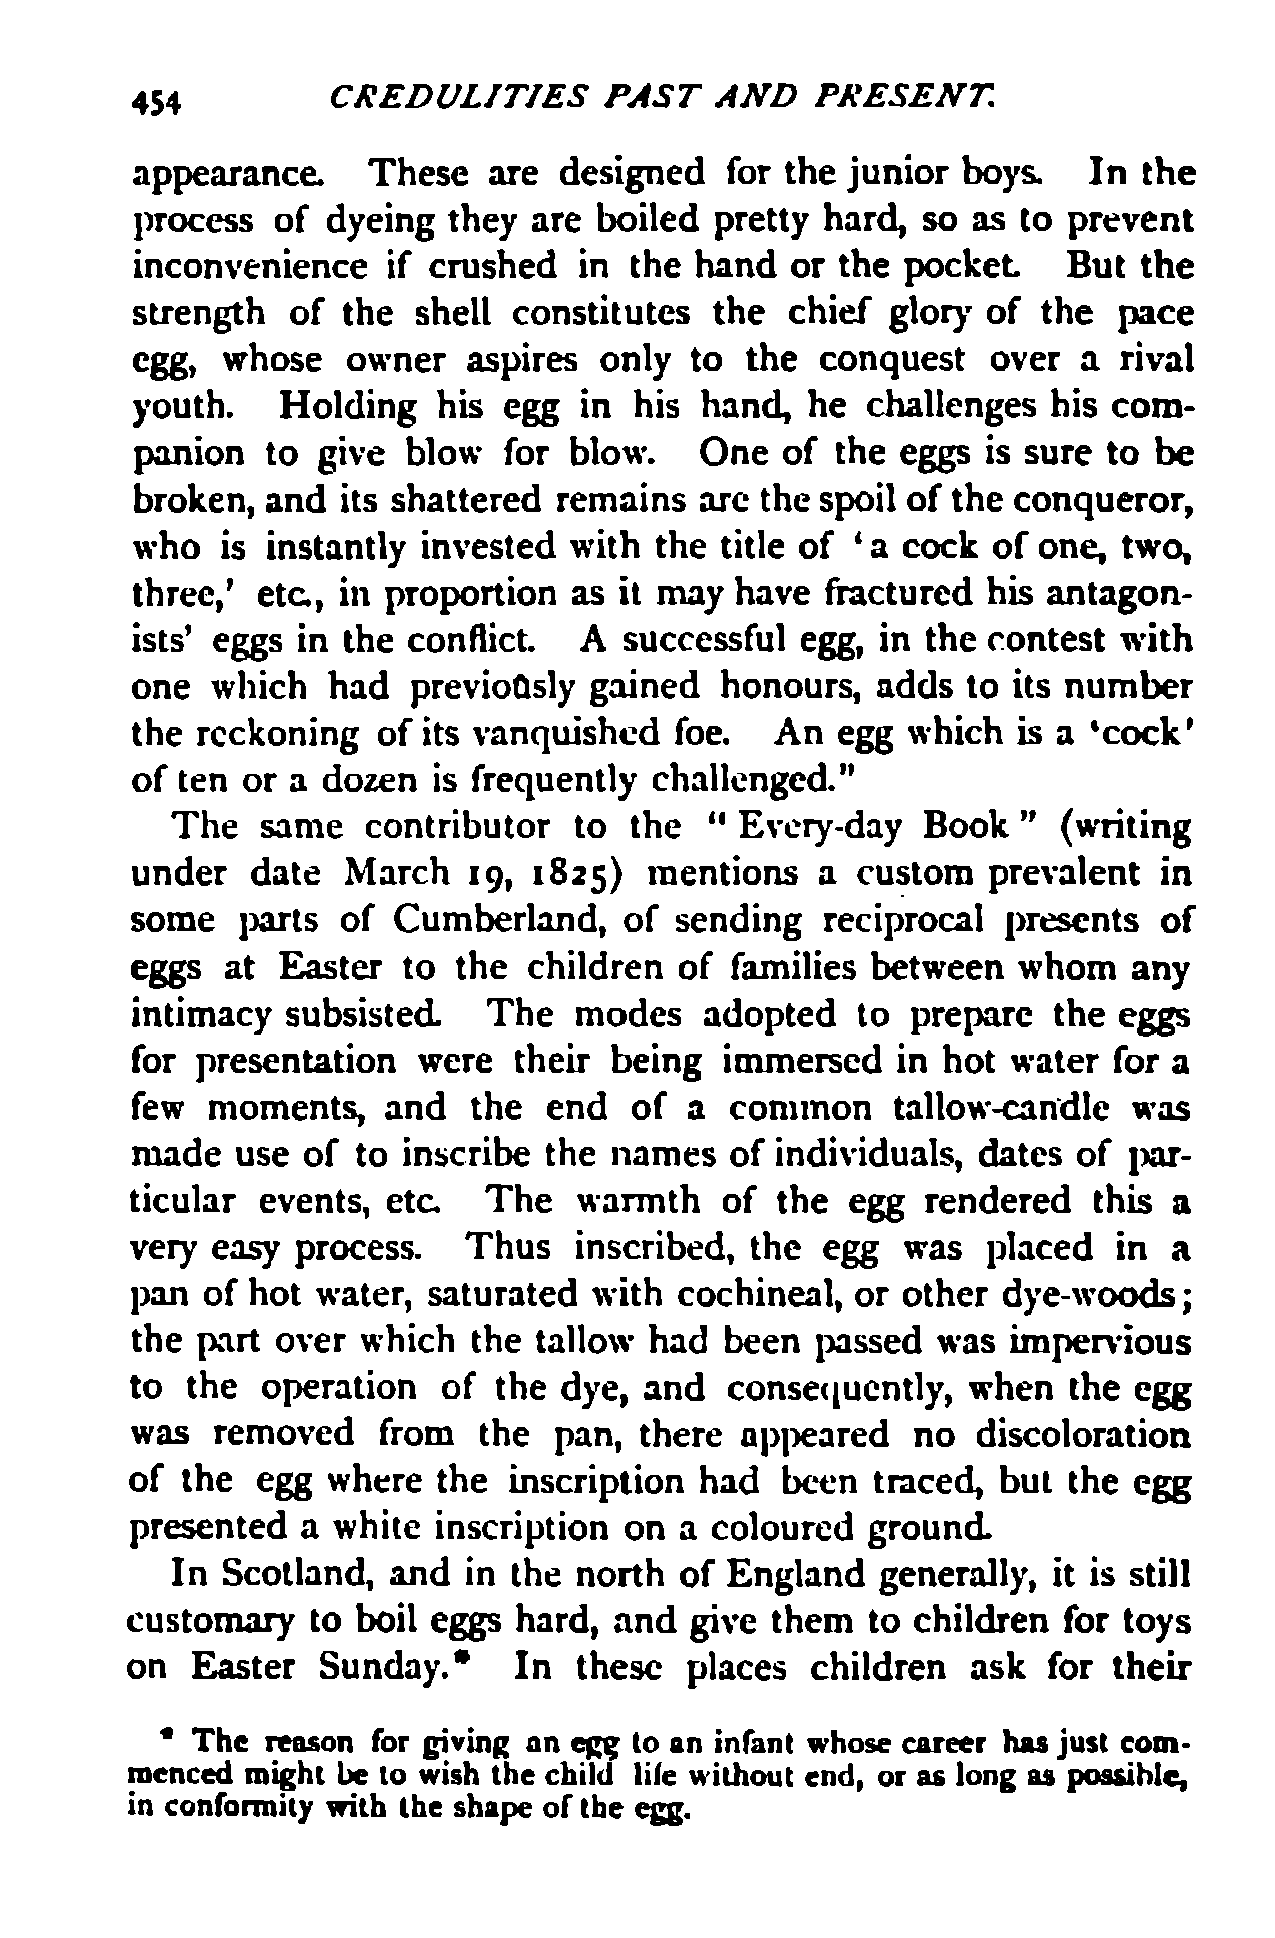 454 CREDULITIES PAST AND PRESENT.
appearance. These are designed for the junior boys. In the
process of dyeing they are boiled pretty hard, so as to prevent
inconvenience if crushed in the hand or the pocket. But the
strength of the shell constitutes the chief glory of the pace
egg, whose owner aspires only to the conquest over a rival
youth. Holding his egg in his hand, he challenges his com-
panion to give blow for blow. One of the eggs is sure to be
broken, and its shattered remains are the spoil of the conqueror,
who is instantly invested with the title of ‘a cock of one, two,
three,’ etc., in proportion as it may have fractured his antagon-
ists’ eggs in the conflict. A successful egg, in the contest with
one which had previously gained honours, adds to its number
the reckoning of its vanquished foe. An egg which is a ‘cock’
of ten or a dozen is frequently challenged.”
The same contributor to the “Every-day Book” (writing
under date March 19, 1825) mentions a custom prevalent in
some parts of Cumberland, of sending reciprocal presents of
eggs at Easter to the children of families between whom any
intimacy subsisted. The modes adopted to prepare the eggs
for presentation were their being immersed in hot water for a
few moments, and the end of a common tallow-candle was
made use of to inscribe the names of individuals, dates of par-
ticular events, etc. The warmth of the egg rendered this a
very easy process. Thus inscribed, the egg was placed in a
pan of hot water, saturated with cochineal, or other dye-woods;
the part over which the tallow had been passed was impervious
to the operation of the dye, and consequently, when the egg
was removed from the pan, there appeared no discoloration
of the egg where the inscription had been traced, but the egg
presented a white inscription on a coloured ground.
In Scotland, and in the north of England generally, it is still
customary to boil eggs hard, and give them to children for toys
on Easter Sunday.* In these places children ask for their
* The reason for giving an egg to an infant whose career has just com-
menced might be to wish the child life without end, or as long as possible,
in conformity with the shape of the egg.